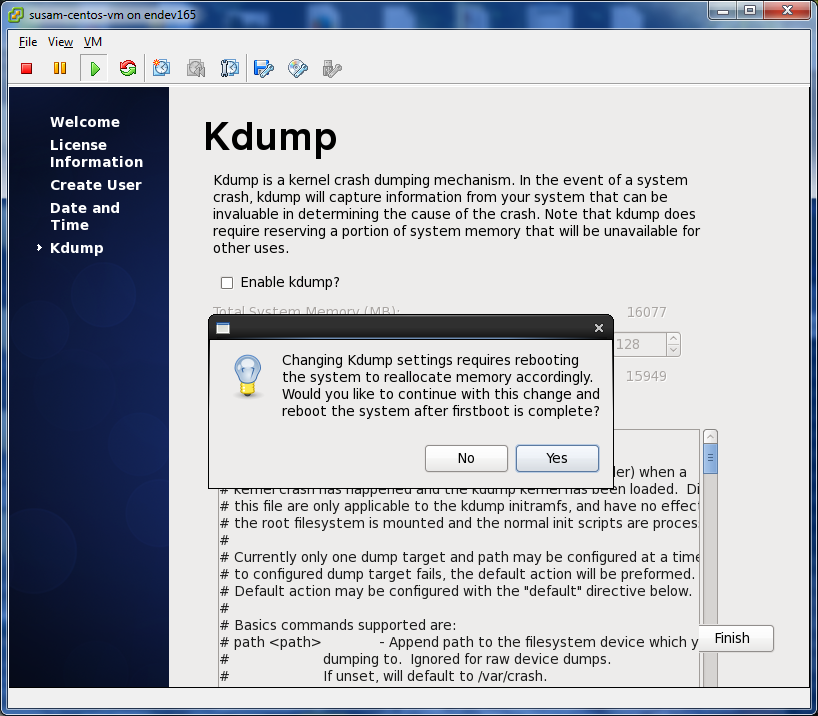 susam-centos-vm on endev165
File View VM
Welcome
License
Information
Create User
Date and
Time
Kdump
Kdump
Kdump is a kernel crash dumping mechanism. In the event of a system
crash, kdump will capture information from your system that can be
invaluable in determining the cause of the crash. Note that kdump does
require reserving a portion of system memory that will be unavailable for
other uses.
Enable kdump?
Total System Memory (MB): 16077
128
15949
Changing Kdump settings requires rebooting
the system to reallocate memory accordingly.
Would you like to continue with this change and
reboot the system after firstboot is complete?
No Yes
when a
# kernel crash has happened and the kdump kernel has been loaded.
# this file are only applicable to the kdump initramfs, and have no effect
# the root filesystem is mounted and the normal init scripts are proces
#
# Currently only one dump target and path may be configured at a time
# to configured dump target fails, the default action will be preformed.
# Default action may be configured with the "default" directive below.
#
# Basics commands supported are:
# path <path> - Append path to the filesystem device which y
# dumping to. Ignored for raw device dumps.
# If unset, will default to /var/crash.
Finish